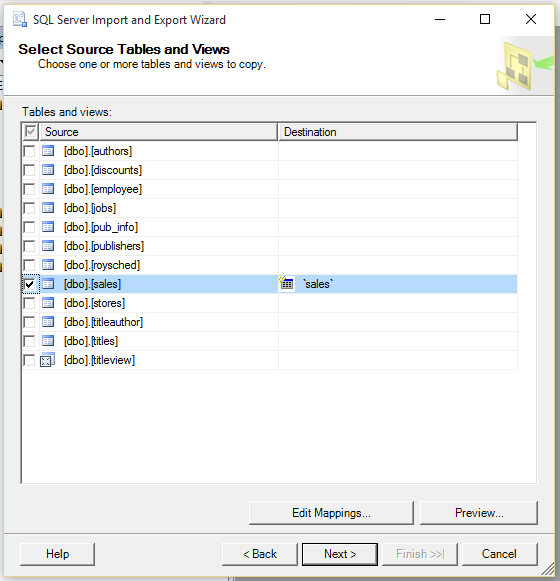 SQL Server Import and Export Wizard
Select Source Tables and Views
Choose one or more tables and views to copy.
Tables and views:
Source Destination
[dbo].[authors]
[dbo].[discounts]
[dbo].[employee]
[dbo].[jobs]
[dbo].[pub_info]
[dbo].[publishers]
[dbo].[roysched]
[dbo].[sales] `sales`
[dbo].[stores]
[dbo].[titleauthor]
[dbo].[titles]
[dbo].[titleview]
Edit Mappings... Preview...
Help < Back Next > Finish >>| Cancel